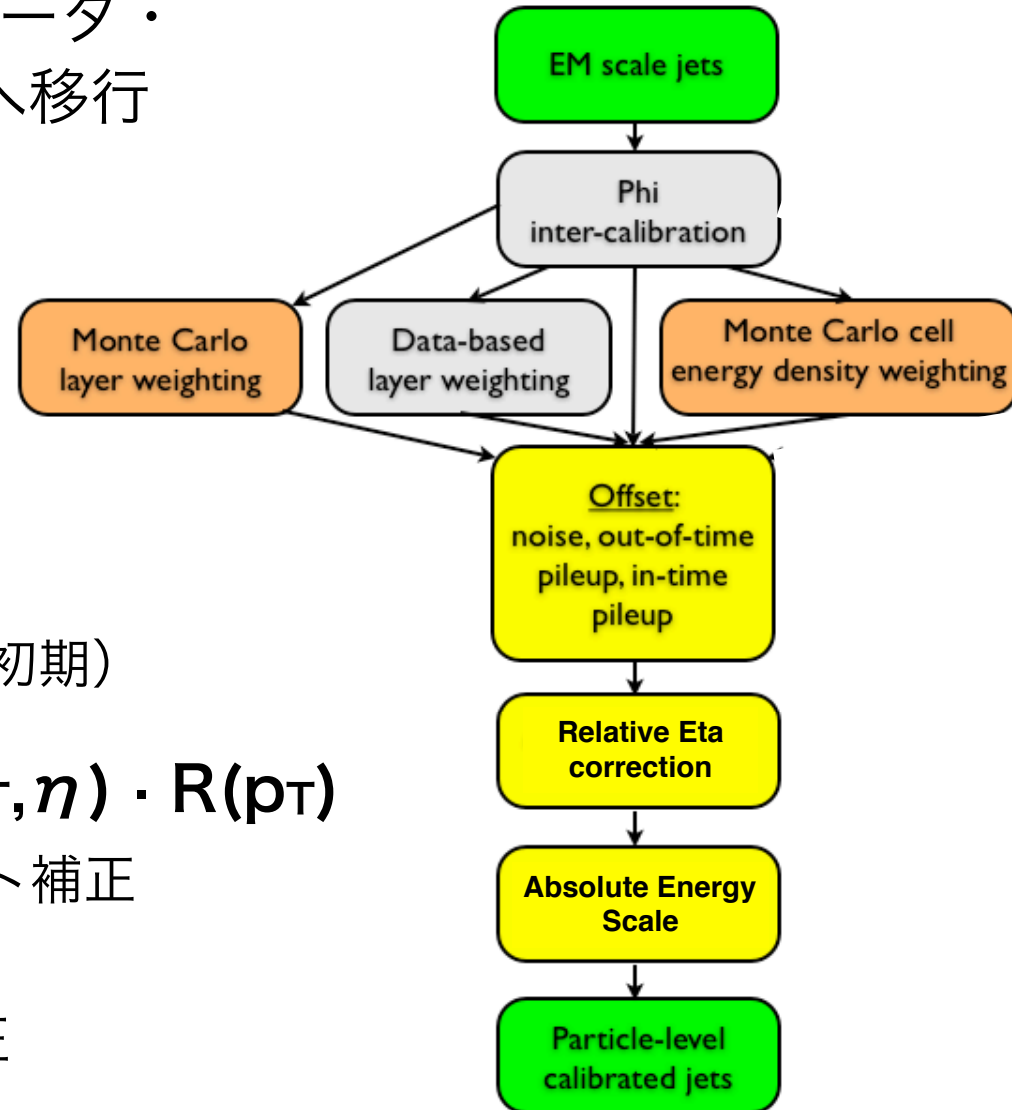 ータ・
へ移行
EM scale jets
Phi
inter-calibration
Monte Carlo
layer weighting
Data-based
layer weighting
Monte Carlo cell
energy density weighting
Offset:
noise, out-of-time
pileup, in-time
pileup
初期）
Relative Eta
correction
,η) · R(pT)
ト補正
Absolute Energy
Scale
Particle-level
calibrated jets